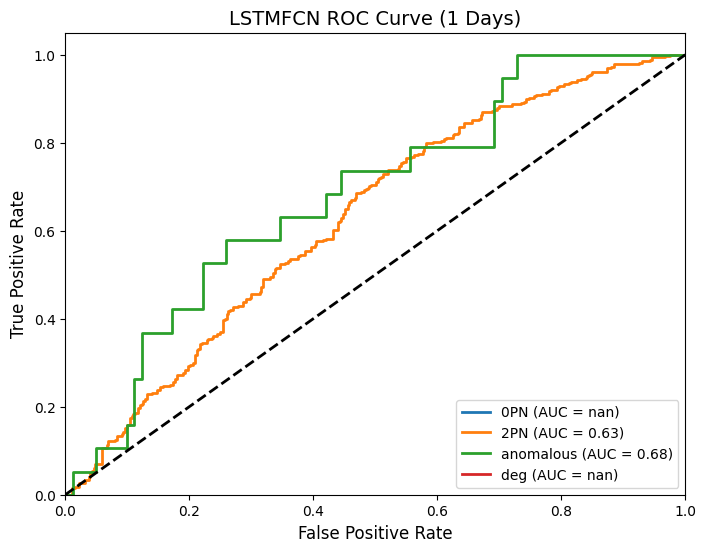 LSTMFCN ROC Curve (1 Days)
True Positive Rate
1.0
0.8
0.6
0.4
0.2
0.0
0PN (AUC = nan)
2PN (AUC = 0.63)
anomalous (AUC = 0.68)
deg (AUC = nan)
0.0 0.2 0.4 0.6 0.8 1.0
False Positive Rate